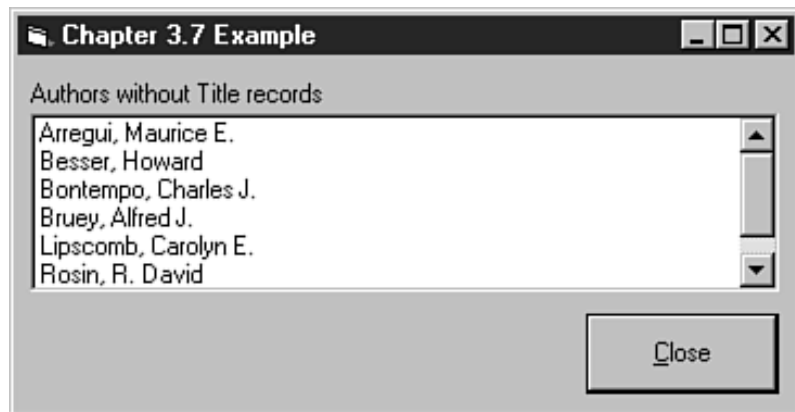 Chapter 3.7 Example
Authors without Title records
Arregui, Maurice E.
Besser, Howard
Bontempo, Charles J.
Bruey, Alfred J.
Lipscomb, Carolyn E.
Rosin, R. David
Close